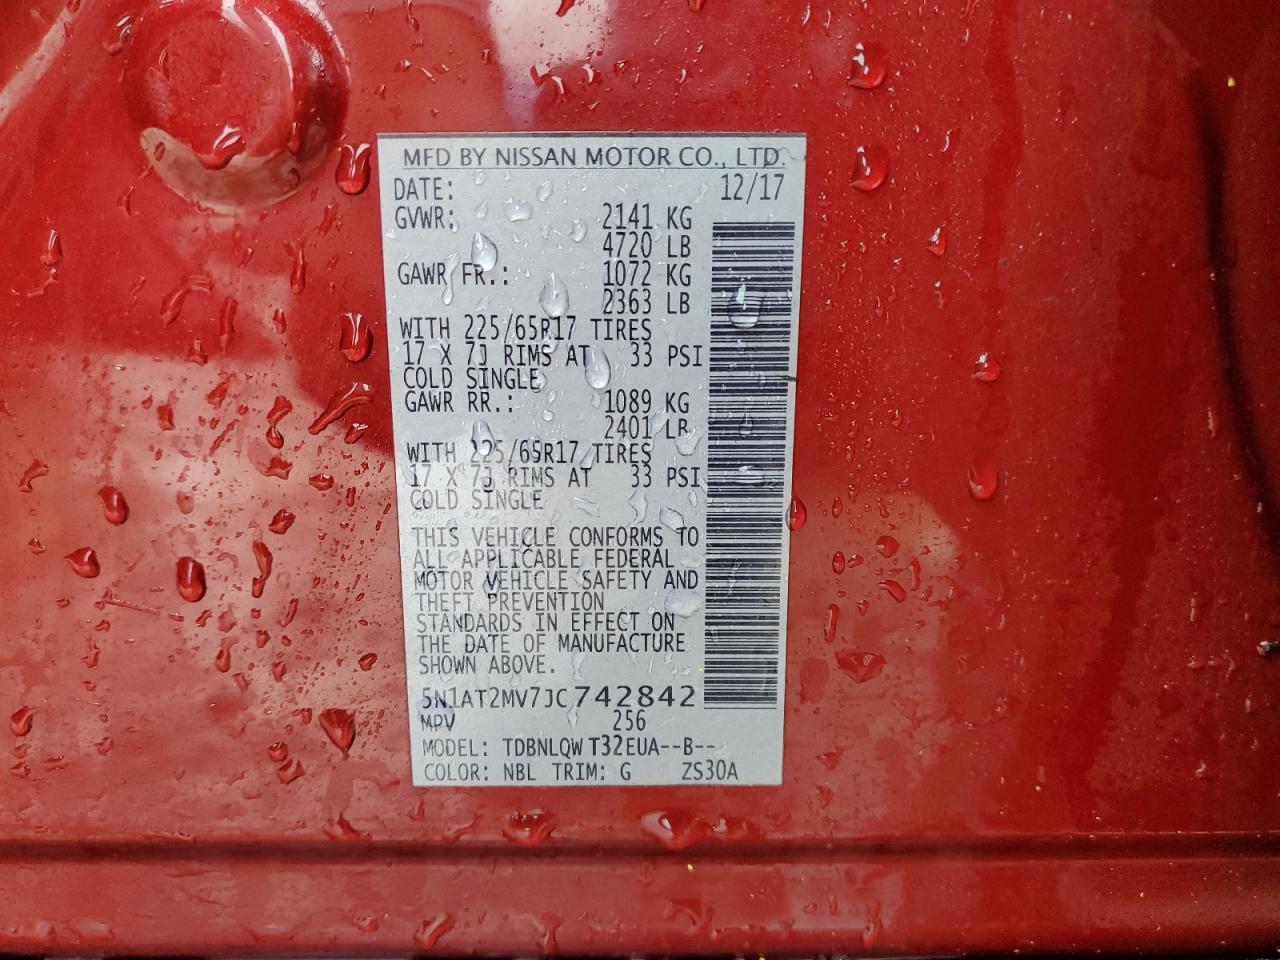 MFD BY NISSAN MOTOR CO., LTD.
DATE: 12/17
GVWR: 2141 KG
4720 LB
GAWR FR.: 1072 KG
2363 LB
WITH 225/65R17 TIRES
17 X 7J RIMS AT 33 PSI
COLD SINGLE
GAWR RR.: 1089 KG
2401 LB
WITH 225/65R17 TIRES
17 X 7J RIMS AT 33 PSI
COLD SINGLE
THIS VEHICLE CONFORMS TO
ALL APPLICABLE FEDERAL
MOTOR VEHICLE SAFETY AND
THEFT PREVENTION
STANDARDS IN EFFECT ON
THE DATE OF MANUFACTURE
SHOWN ABOVE.
5N1AT2MV7JC742842
MPV 256
MODEL: TDBNLQW T32EUA--B--
COLOR: NBL TRIM: G ZS30A